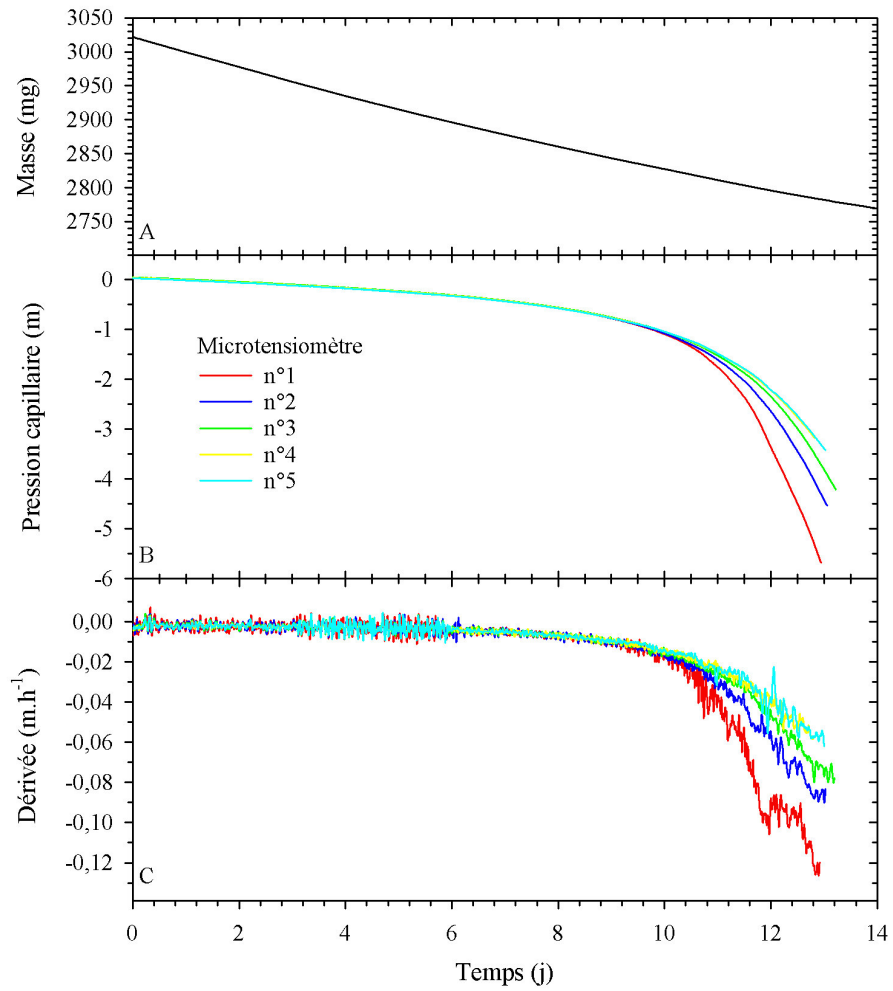 3050
3000
2950
2900
2850
2800
2750
Masse (mg)
A
0
-1
-2
-3
-4
-5
-6
Pression capillaire (m)
Microtensiomètre
n°1
n°2
n°3
n°4
n°5
B
0,00
-0,02
-0,04
-0,06
-0,08
-0,10
-0,12
Dérivée (m.h-1)
C
0 2 4 6 8 10 12 14
Temps (j)